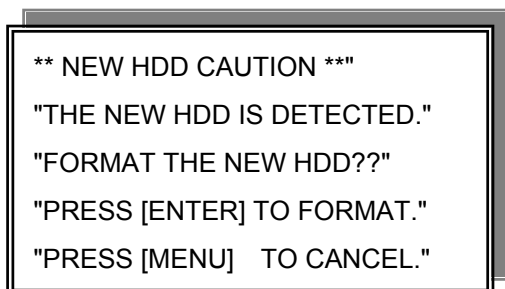 ** NEW HDD CAUTION **"
"THE NEW HDD IS DETECTED."
"FORMAT THE NEW HDD??"
"PRESS [ENTER] TO FORMAT."
"PRESS [MENU]   TO CANCEL."